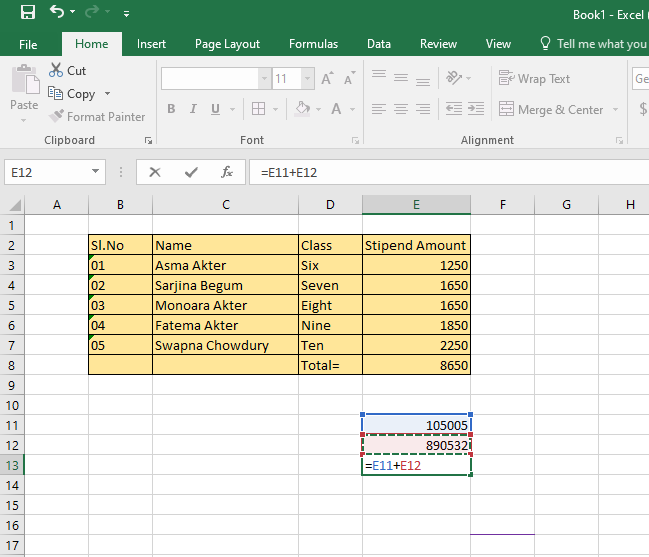 Book1 - Excel
File Home Insert Page Layout Formulas Data Review View Tell me what you
Cut
Copy
Format Painter
Paste
11 A A
B I U A
Wrap Text
Merge & Center
Ge
$
Clipboard Font Alignment
E12 fx =E11+E12
A B C D E F G H
1
2 Sl.No Name Class Stipend Amount
3 01 Asma Akter Six 1250
4 02 Sarjina Begum Seven 1650
5 03 Monoara Akter Eight 1650
6 04 Fatema Akter Nine 1850
7 05 Swapna Chowdury Ten 2250
8 Total= 8650
9
10
11 105005
12 890532
13 =E11+E12
14
15
16
17